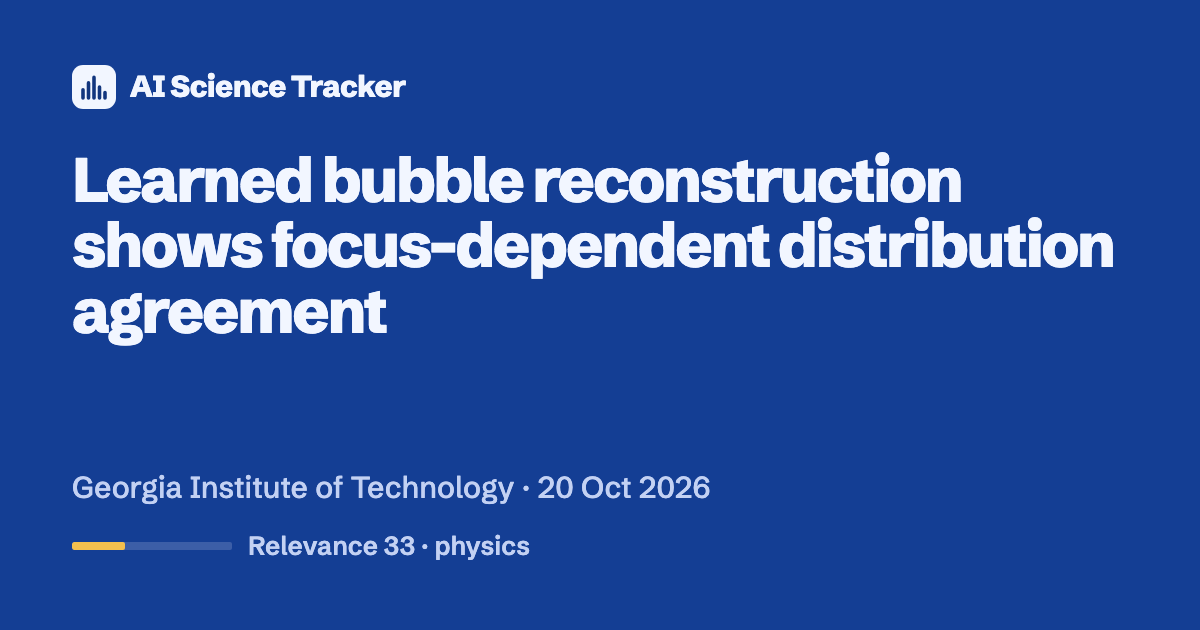 AI Science Tracker
Learned bubble reconstruction
shows focus-dependent distribution
agreement
Georgia Institute of Technology · 20 Oct 2026
Relevance 33 · physics